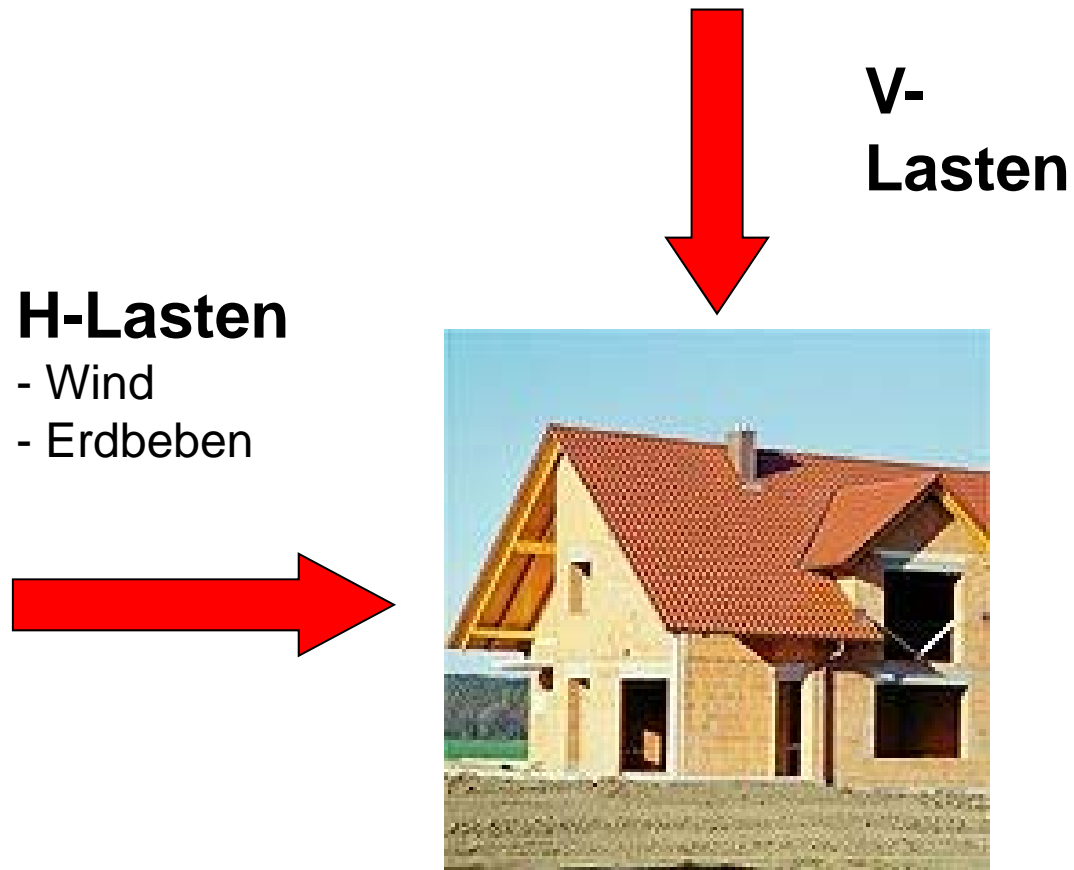 V-
Lasten
H-Lasten
- Wind
- Erdbeben